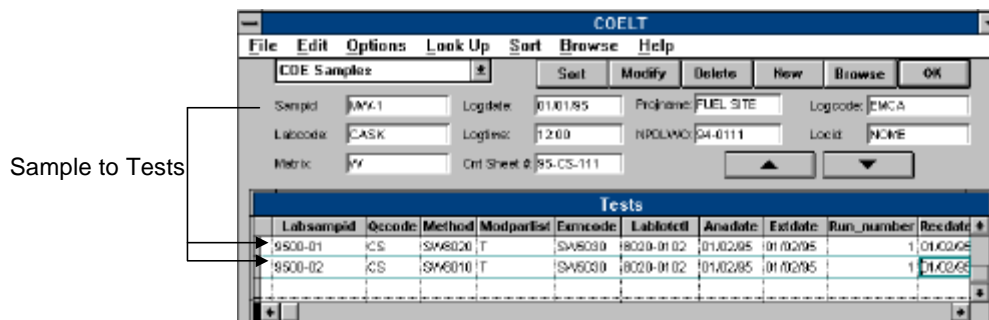 COELT
File Edit Options Look Up Sort Browse Help
COE Samples Sort Modify Delete New Browse OK
Sampid: MW-1 Logdate: 01/01/95 Projname: FUEL SITE Logcode: EMCA
Labcode: CASK Logtime: 1200 NPDLWO: 94-0111 Locid: NOME
Matrix: W Cnt Sheet #: 95-CS-111
Sample to Tests
Tests
Labsampid Qccode Method Modparlist Exmcode Lablotctl Anadate Extdate Run_number Recdate
9500-01 CS SW8020 T SW5030 8020-0102 01/02/95 01/02/95 1 01/02/95
9500-02 CS SW8010 T SW5030 8020-0102 01/02/95 01/02/95 1 01/02/95